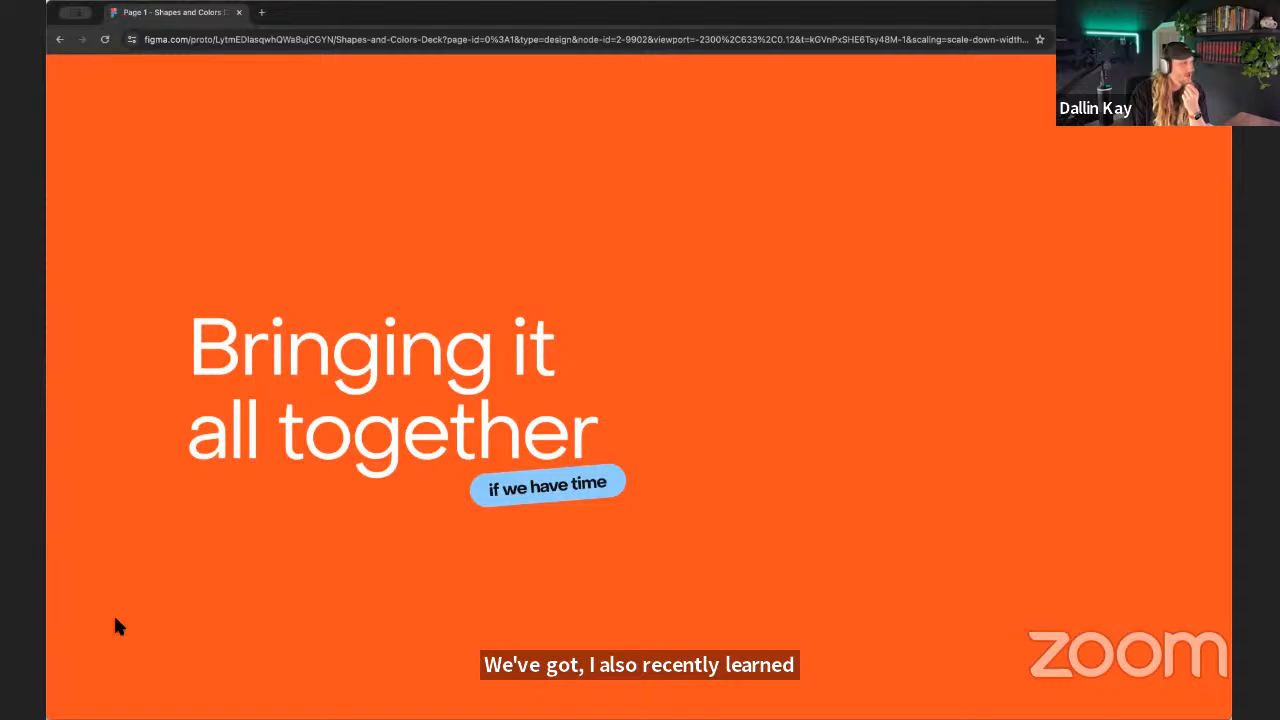 Page 1 - Shapes and Colors
figma.com/proto/LytmEDIasqwhQWa8ujCGYN/Shapes-and-Colors-Deck?page-id=0%3A1&type=design&node-id=2-9902&viewport=-2300%2C633%2C0.12&t=kGVnPxSHE6Tsy48M-1&scaling=scale-down-width...
Dallin Kay
Bringing it
all together
if we have time
We've got, I also recently learned
zoom